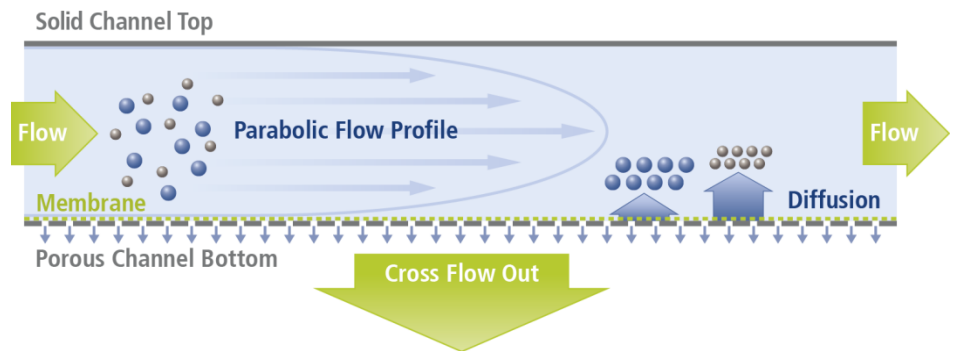 Solid Channel Top
Flow
Parabolic Flow Profile
Flow
Membrane
Diffusion
Porous Channel Bottom
Cross Flow Out